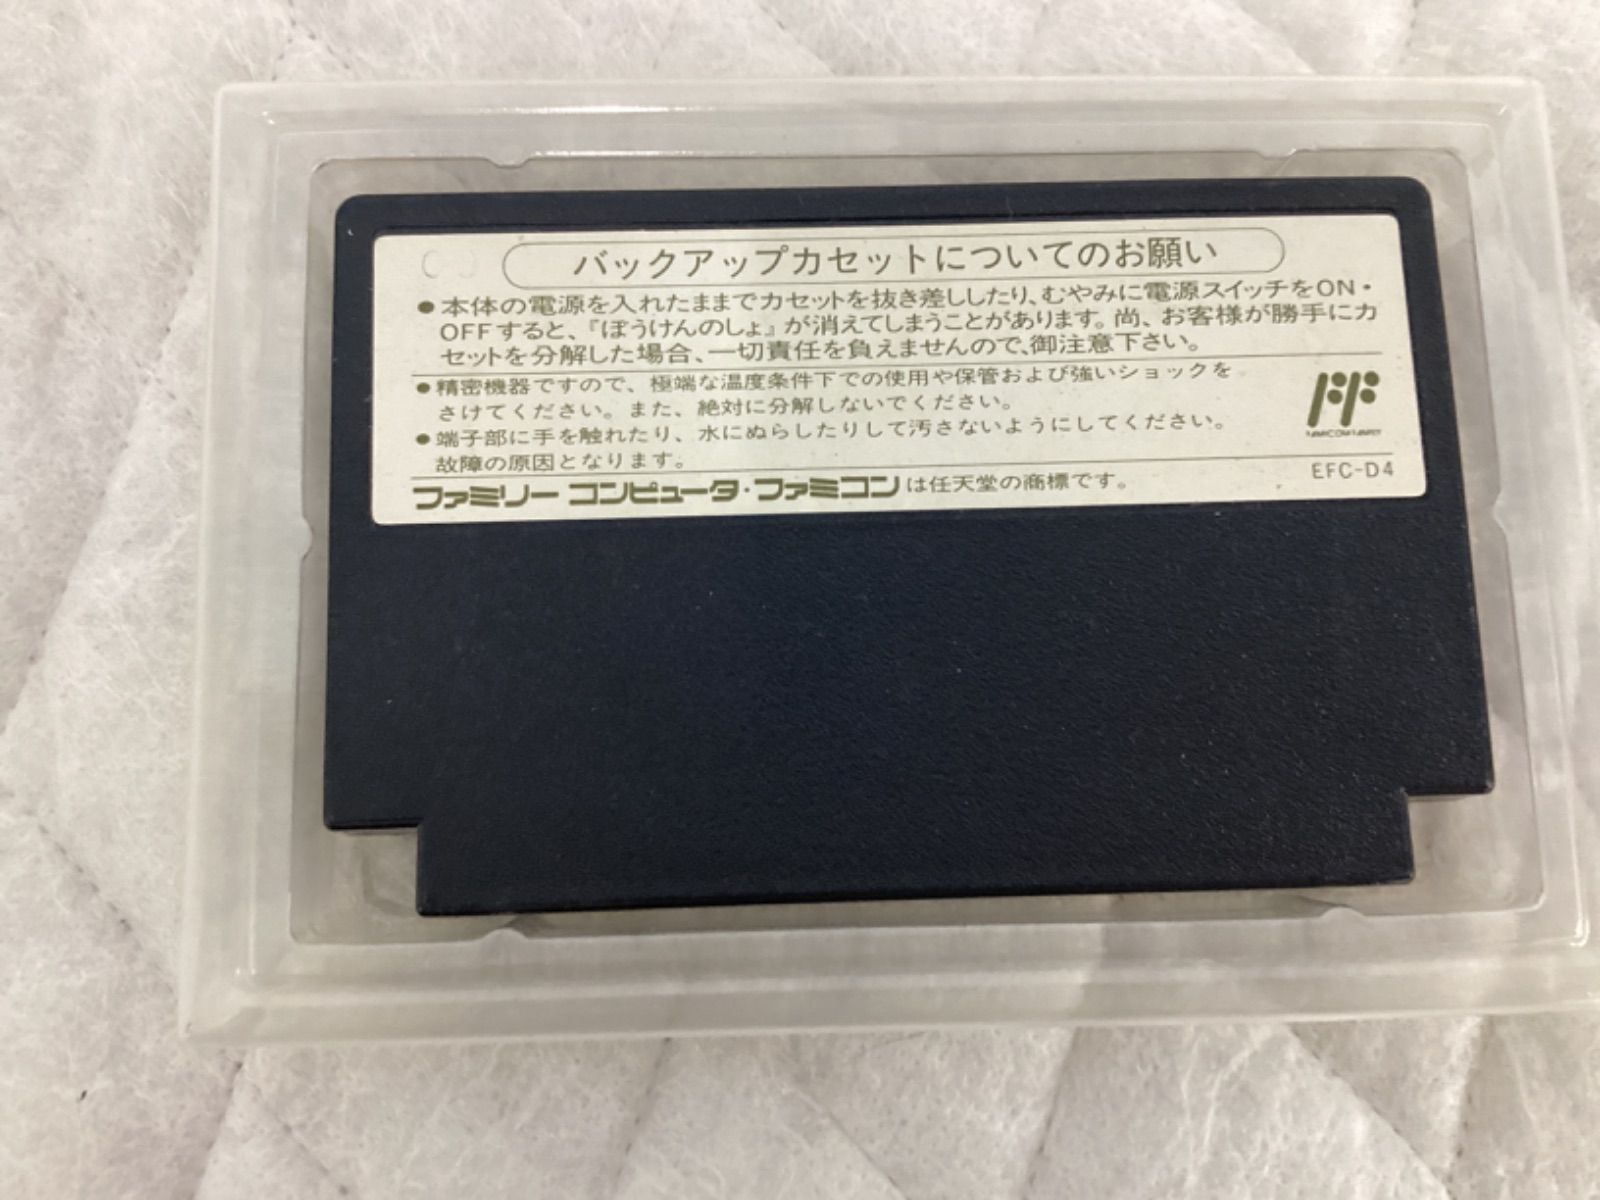 バックアップカセットについてのお願い
●本体の電源を入れたままでカセットを抜き差ししたり、むやみに電源スイッチをON・
OFFすると、『ぼうけんのしょ』が消えてしまうことがあります。尚、お客様が勝手にカ
セットを分解した場合、一切責任を負えませんので、御注意下さい。
●精密機器ですので、極端な温度条件下での使用や保管および強いショックを
さけてください。また、絶対に分解しないでください。
●端子部に手を触れたり、水にぬらしたりして汚さないようにしてください。
故障の原因となります。
FF
FAMICOM FAMILY
EFC-D4
ファミリー コンピュータ・ファミコンは任天堂の商標です。